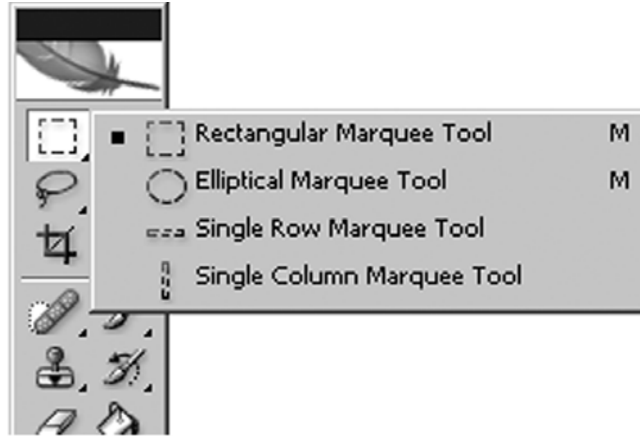 Rectangular Marquee Tool M
Elliptical Marquee Tool M
Single Row Marquee Tool
Single Column Marquee Tool